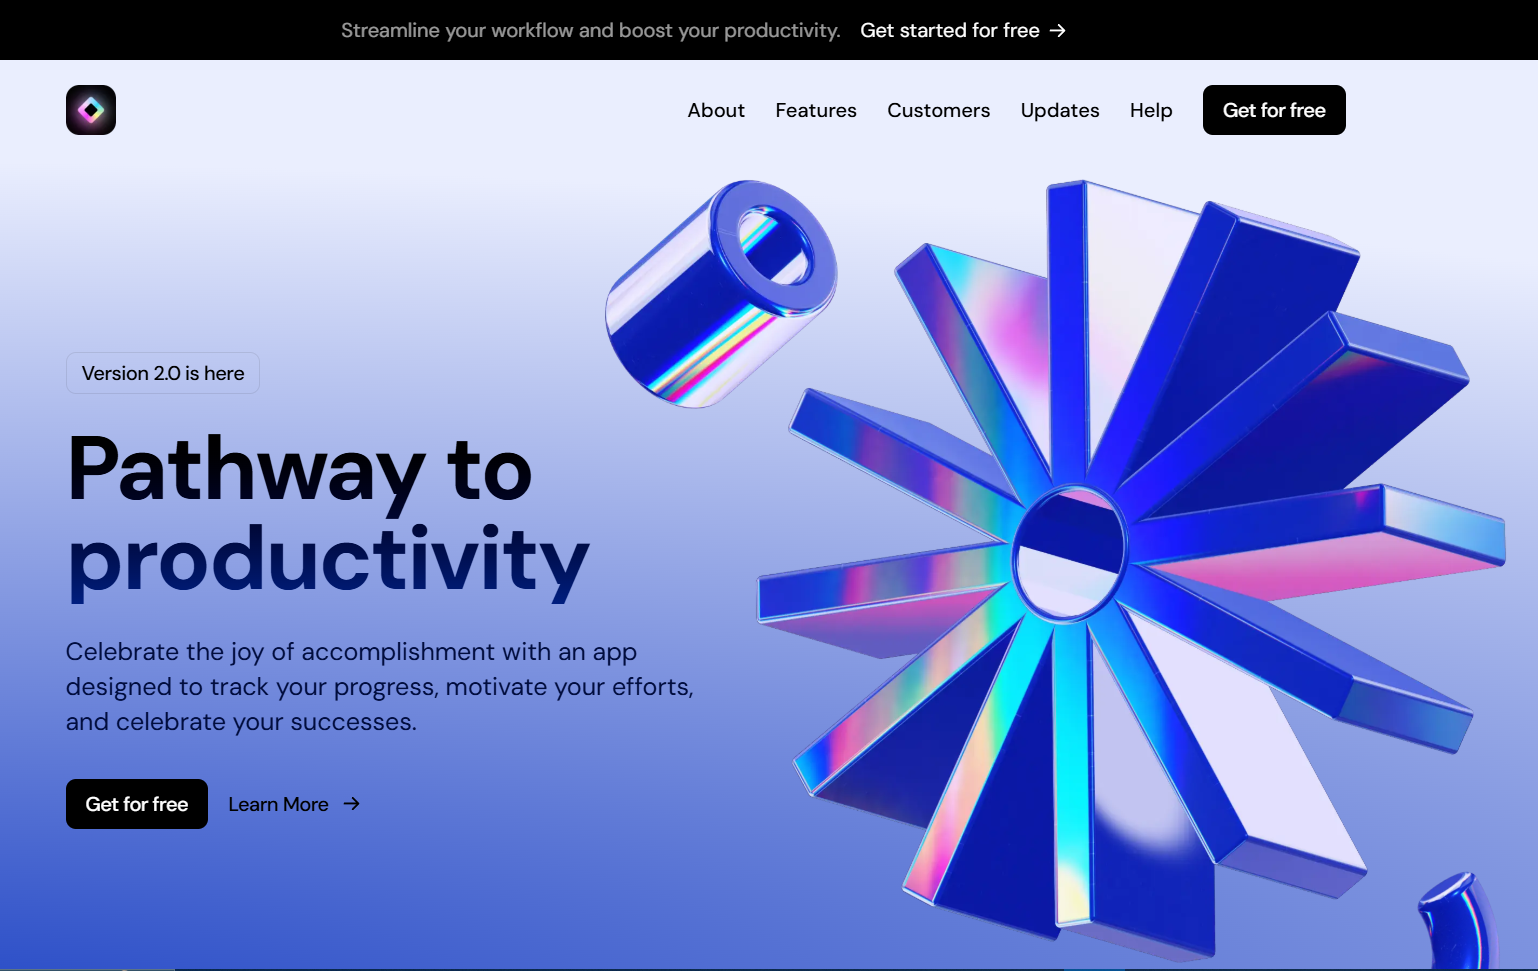 Streamline your workflow and boost your productivity. Get started for free →
About Features Customers Updates Help Get for free
Version 2.0 is here
Pathway to
productivity
Celebrate the joy of accomplishment with an app
designed to track your progress, motivate your efforts,
and celebrate your successes.
Get for free Learn More →